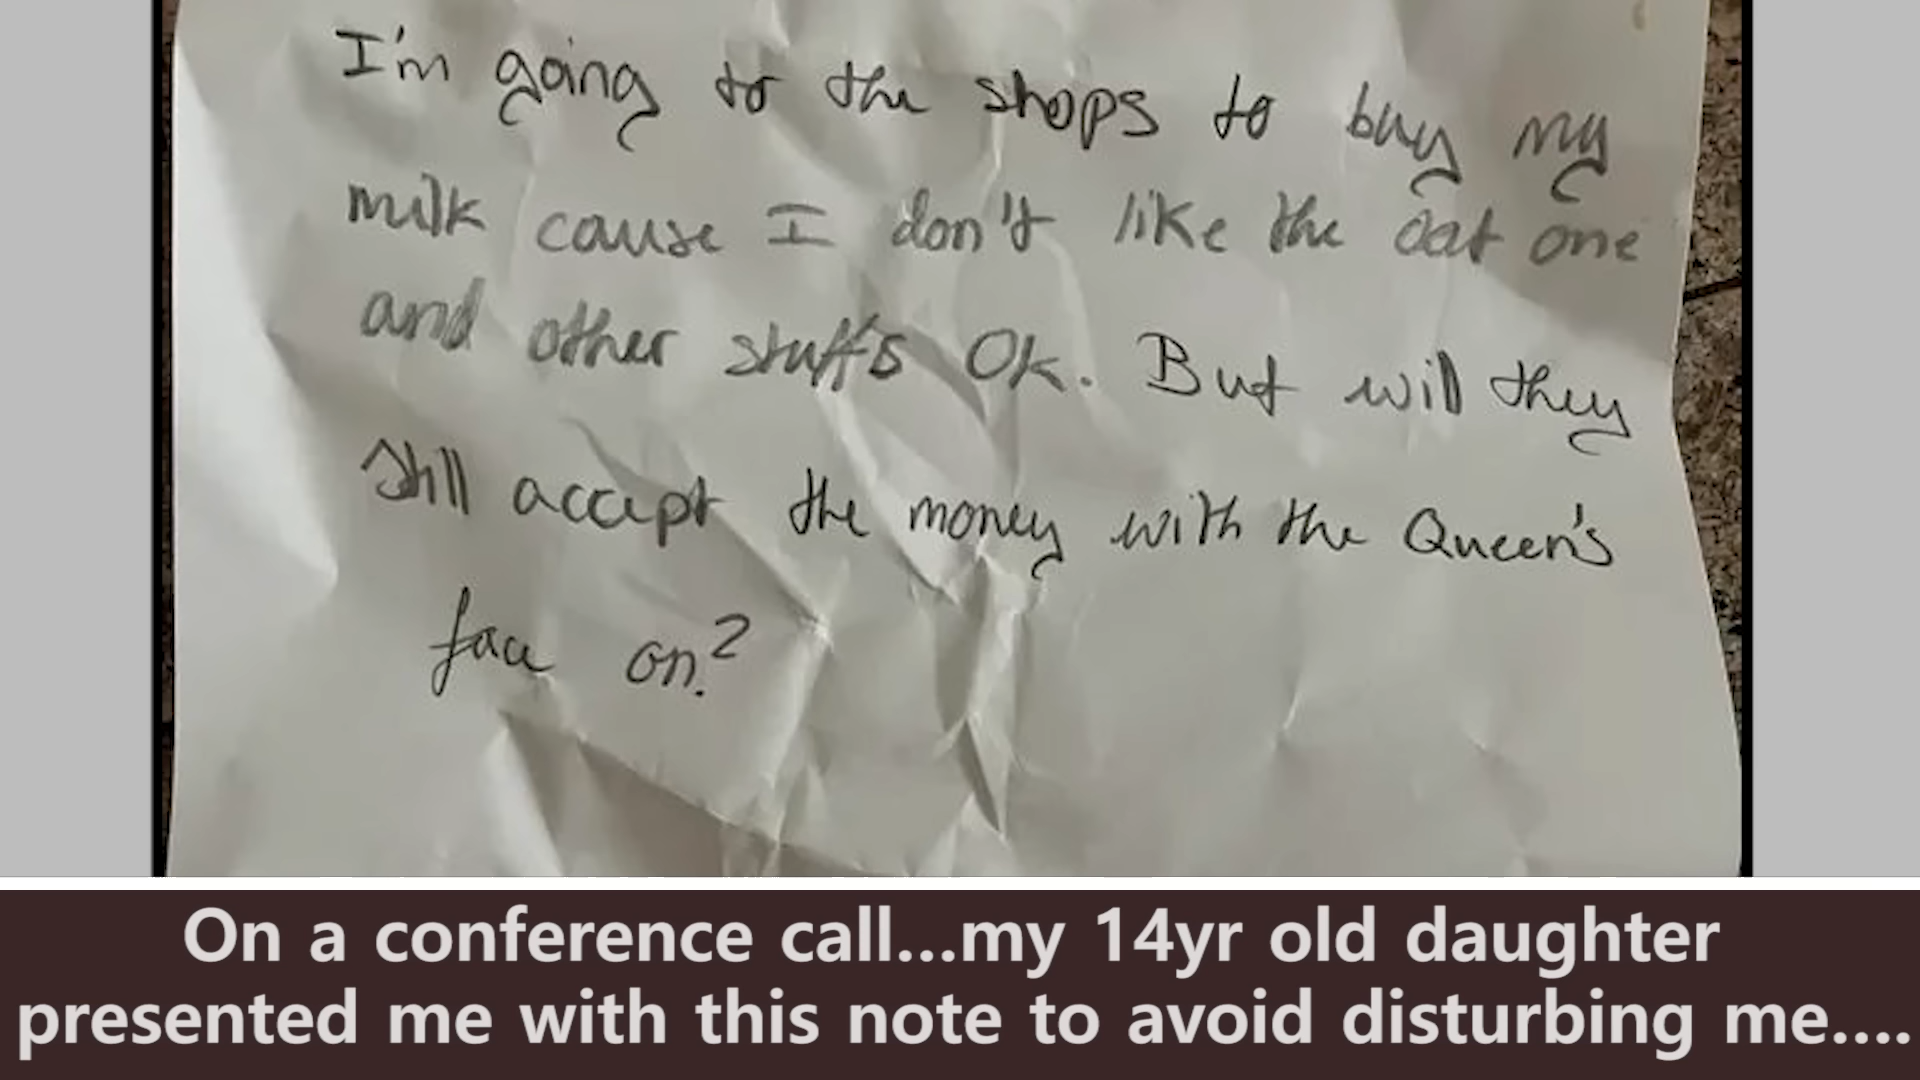 I'm going to the shops to buy my
milk cause I don't like the oat one
and other stuffs Ok. But will they
still accept the money with the Queen's
face on?
On a conference call...my 14yr old daughter
presented me with this note to avoid disturbing me....